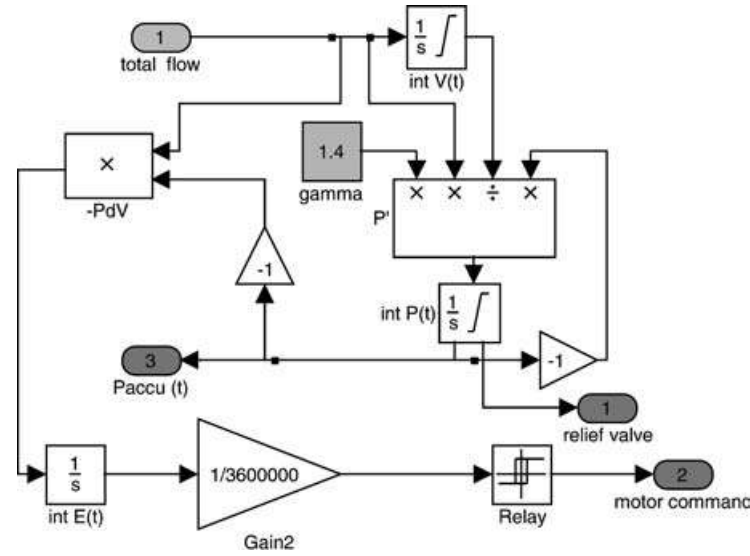 1
total flow
1
s
int V(t)
1.4
gamma
×
-PdV
× × ÷ ×
P'
-1
int P(t)
1
s
3
Paccu (t)
-1
1
relief valve
1
s
int E(t)
1/3600000
Gain2
Relay
2
motor command